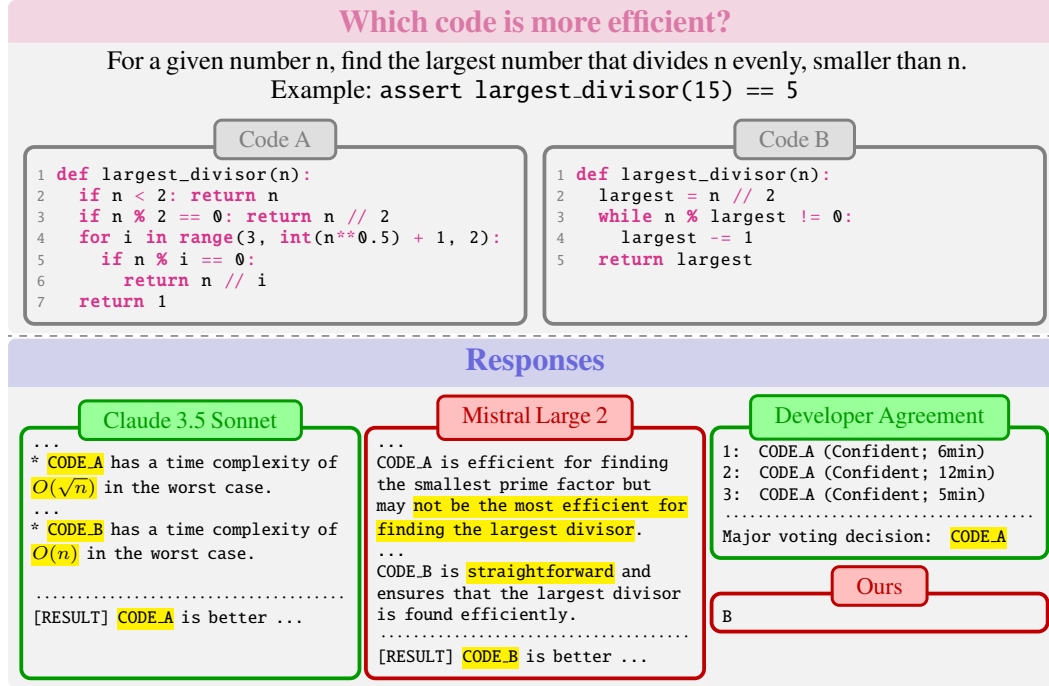 Which code is more efficient?
For a given number n, find the largest number that divides n evenly, smaller than n.
Example: assert largest_divisor(15) == 5
Code A
1 def largest_divisor(n):
2   if n < 2: return n
3   if n % 2 == 0: return n // 2
4   for i in range(3, int(n**0.5) + 1, 2):
5     if n % i == 0:
6       return n // i
7   return 1
Code B
1 def largest_divisor(n):
2   largest = n // 2
3   while n % largest != 0:
4     largest -= 1
5   return largest
Responses
Claude 3.5 Sonnet
...
* CODE_A has a time complexity of
O(√n) in the worst case.
...
* CODE_B has a time complexity of
O(n) in the worst case.
[RESULT] CODE_A is better ...
Mistral Large 2
...
CODE_A is efficient for finding
the smallest prime factor but
may not be the most efficient for
finding the largest divisor.
...
CODE_B is straightforward and
ensures that the largest divisor
is found efficiently.
[RESULT] CODE_B is better ...
Developer Agreement
1: CODE_A (Confident; 6min)
2: CODE_A (Confident; 12min)
3: CODE_A (Confident; 5min)
Major voting decision: CODE_A
Ours
B